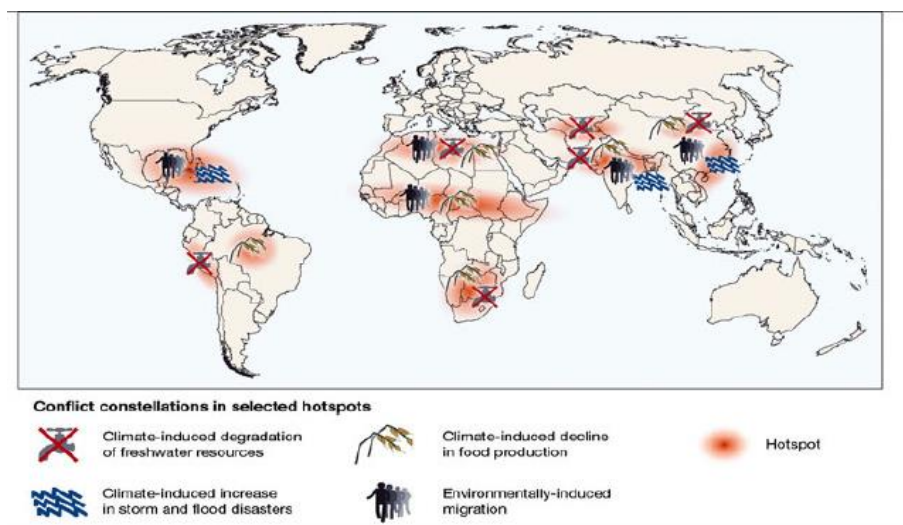 Conflict constellations in selected hotspots
Climate-induced degradation
of freshwater resources
Climate-induced decline
in food production
Hotspot
Climate-induced increase
in storm and flood disasters
Environmentally-induced
migration